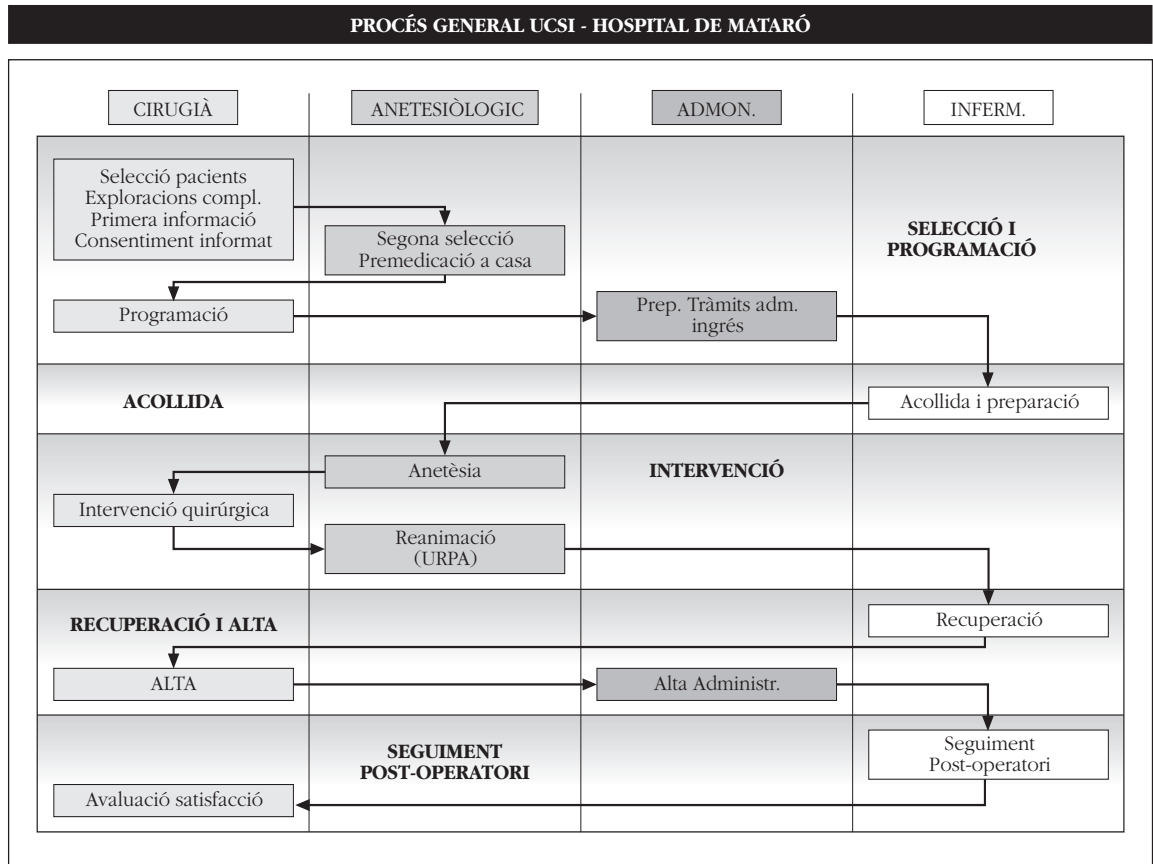 PROCÉS GENERAL UCSI - HOSPITAL DE MATARÓ
CIRUGIÀ
ANETESIÒLOGIC
ADMON.
INFERM.
Selecció pacients
Exploracions compl.
Primera informació
Consentiment informat
Segona selecció
Premedicació a casa
SELECCIÓ I
PROGRAMACIÓ
Programació
Prep. Tràmits adm.
ingrés
ACOLLIDA
Acollida i preparació
Anetèsia
INTERVENCIÓ
Intervenció quirúrgica
Reanimació
(URPA)
RECUPERACIÓ I ALTA
Recuperació
ALTA
Alta Administr.
SEGUIMENT
POST-OPERATORI
Seguiment
Post-operatori
Avaluació satisfacció